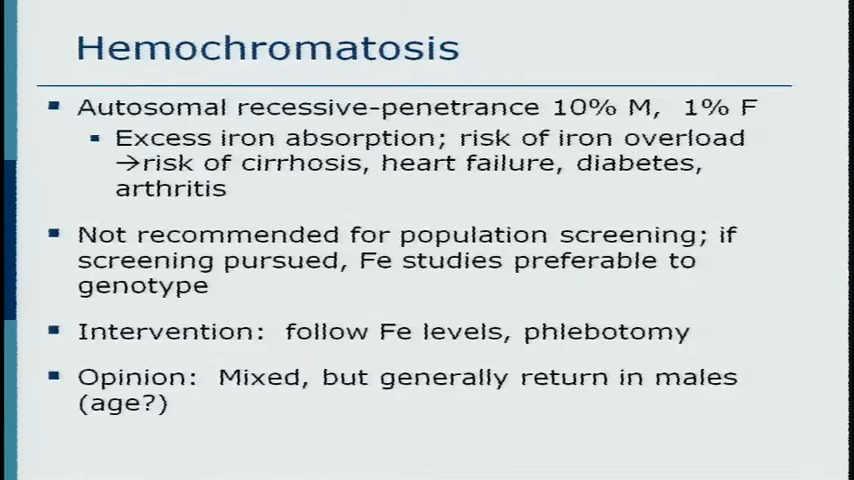 Hemochromatosis
▪ Autosomal recessive-penetrance 10% M, 1% F
▪ Excess iron absorption; risk of iron overload
→risk of cirrhosis, heart failure, diabetes,
arthritis
▪ Not recommended for population screening; if
screening pursued, Fe studies preferable to
genotype
▪ Intervention: follow Fe levels, phlebotomy
▪ Opinion: Mixed, but generally return in males
(age?)